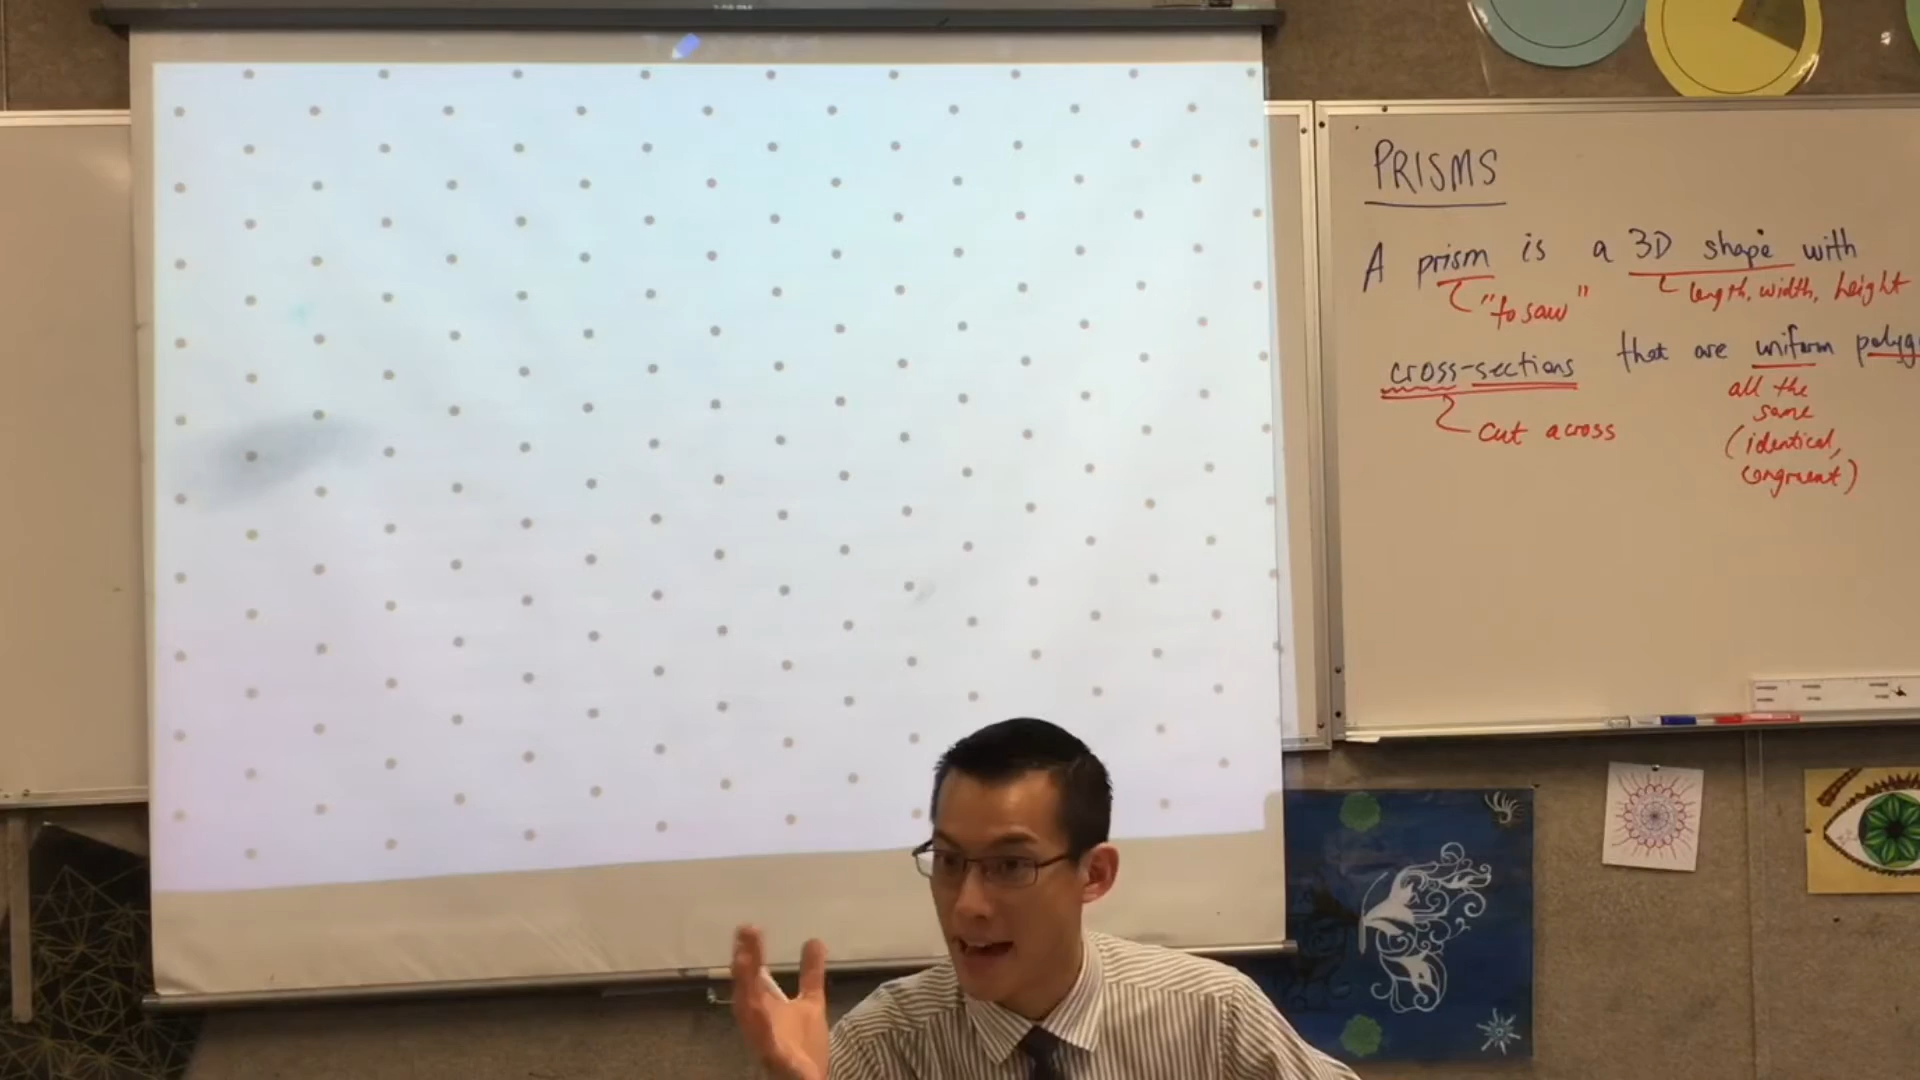 PRISMS
A prism is a 3D shape with
"to saw"
length, width, height
cross-sections that are uniform
cut across
all the
same
(identical,
congruent)